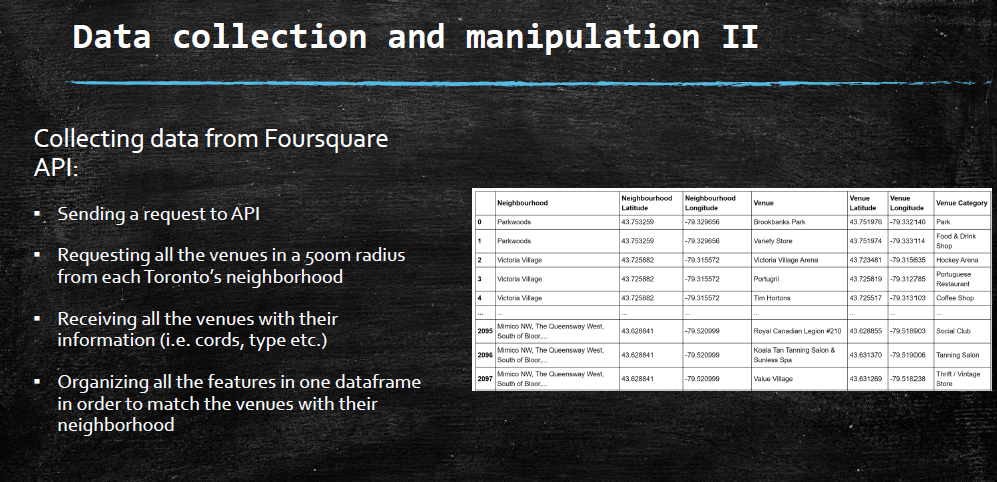 Data collection and manipulation II
Collecting data from Foursquare
API:
▪ Sending a request to API
▪ Requesting all the venues in a 500m radius
from each Toronto's neighborhood
▪ Receiving all the venues with their
information (i.e. cords, type etc.)
▪ Organizing all the features in one dataframe
in order to match the venues with their
neighborhood
Neighbourhood Neighbourhood Latitude Neighbourhood Longitude Venue Venue Latitude Venue Longitude Venue Category
0 Parkwoods 43.753259 -79.329656 Brookbanks Park 43.751976 -79.332140 Park
1 Parkwoods 43.753259 -79.329656 Variety Store 43.751974 -79.333114 Food & Drink Shop
2 Victoria Village 43.725882 -79.315572 Victoria Village Arena 43.723481 -79.315635 Hockey Arena
3 Victoria Village 43.725882 -79.315572 Portugril 43.725819 -79.312785 Portuguese Restaurant
4 Victoria Village 43.725882 -79.315572 Tim Hortons 43.725517 -79.313103 Coffee Shop
... ... ... ... ... ... ... ...
2095 Mimico NW, The Queensway West, South of Bloor,... 43.628841 -79.520999 Royal Canadian Legion #210 43.628855 -79.518903 Social Club
2096 Mimico NW, The Queensway West, South of Bloor,... 43.628841 -79.520999 Koala Tan Tanning Salon & Sunless Spa 43.631370 -79.519006 Tanning Salon
2097 Mimico NW, The Queensway West, South of Bloor,... 43.628841 -79.520999 Value Village 43.631269 -79.518238 Thrift / Vintage Store